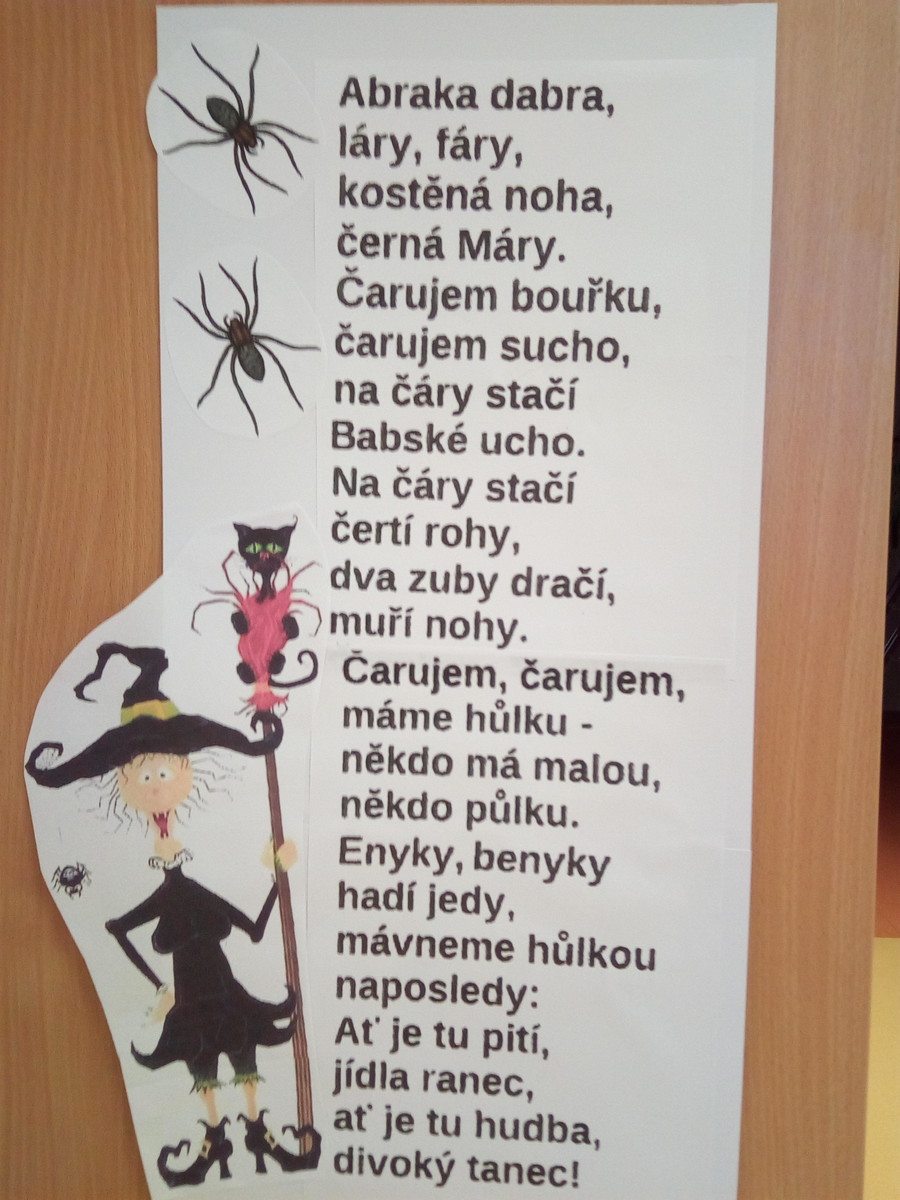 Abraka dabra,
láry, fáry,
kostěná noha,
černá Máry.
Čarujem bouřku,
čarujem sucho,
na čáry stačí
Babské ucho.
Na čáry stačí
čertí rohy,
dva zuby dračí,
muří nohy.
Čarujem, čarujem,
máme hůlku -
někdo má malou,
někdo půlku.
Enyky, benyky
hadí jedy,
mávneme hůlkou
naposledy:
Ať je tu pití,
jídla ranec,
ať je tu hudba,
divoký tanec!